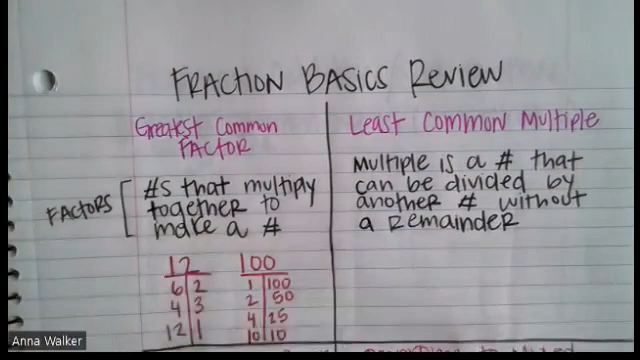 FRACTION BASICS Review
Greatest Common
FACTOR
FACTORS
#s that multiply
together to
make a #
12
6 2
4 3
12 1
100
1 100
2 50
4 25
10 10
Least Common Multiple
Multiple is a # that
can be divided by
another # without
a remainder
Anna Walker